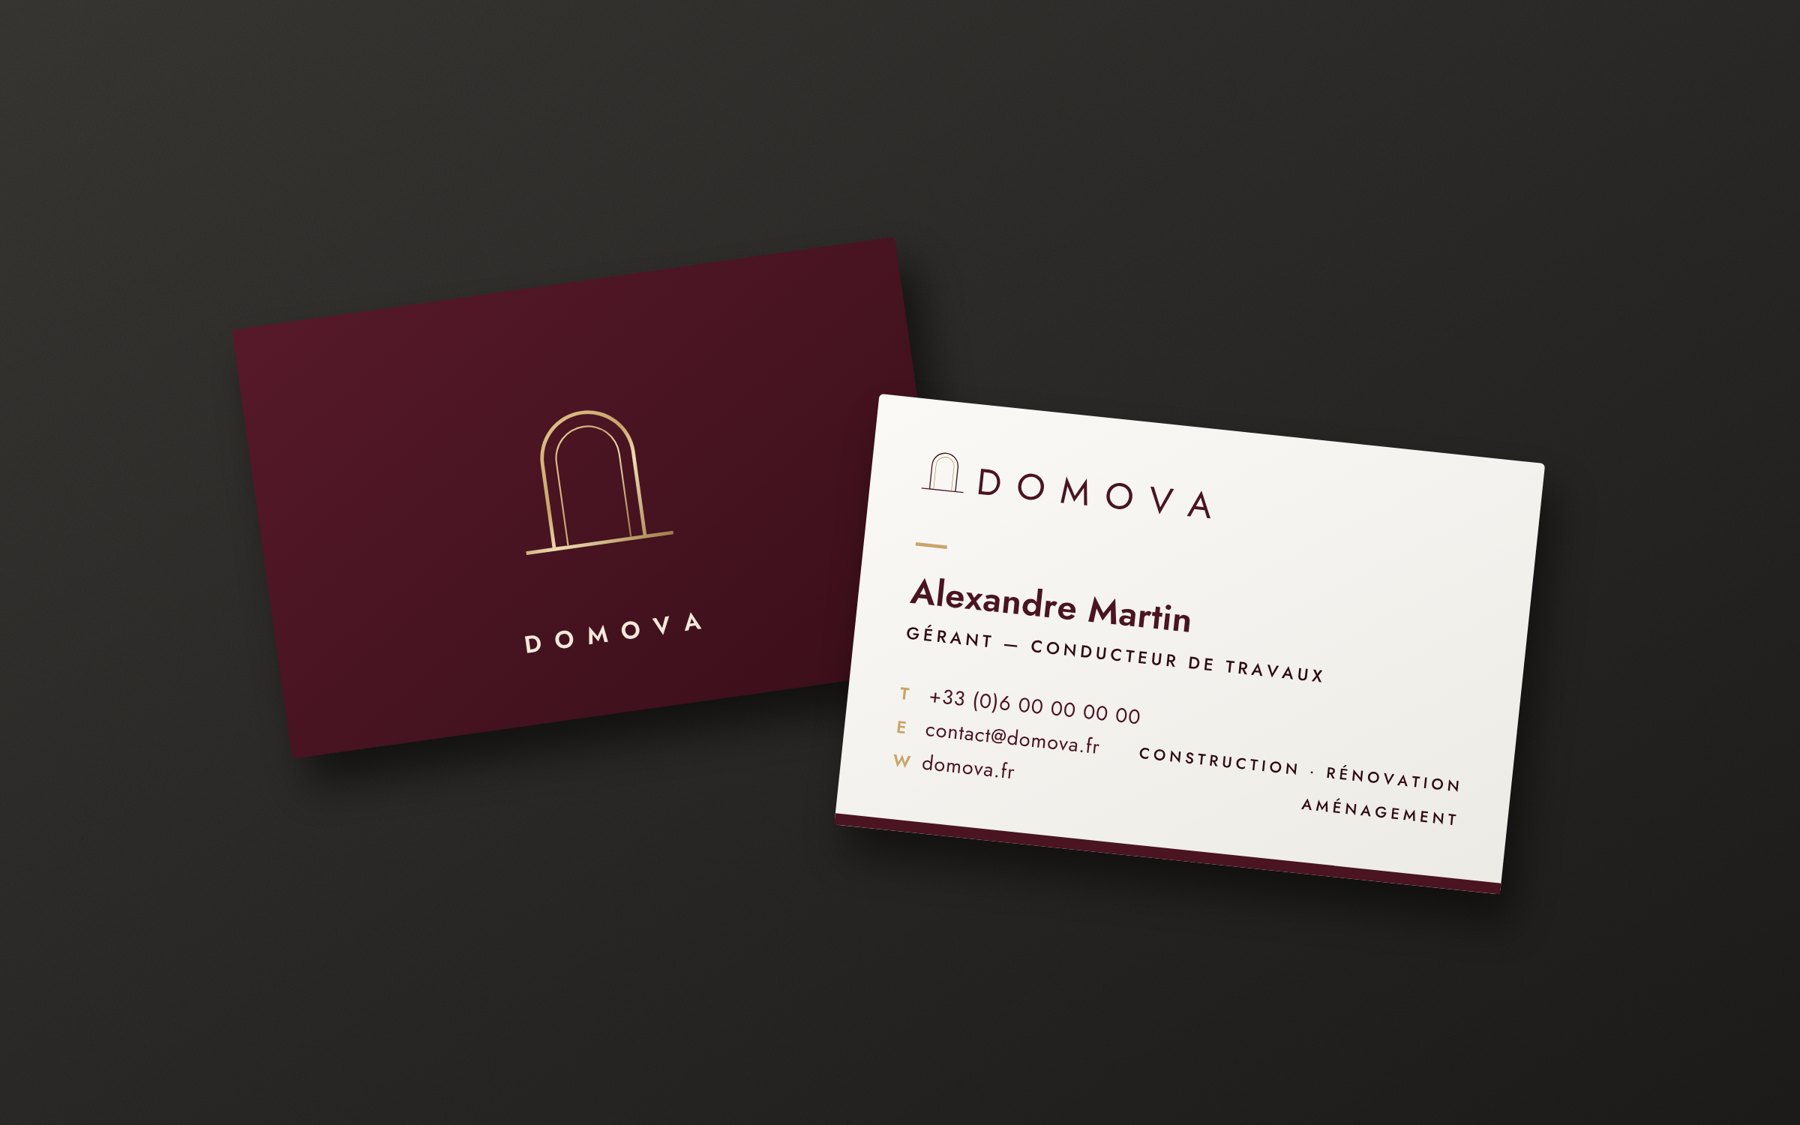 DOMOVA
DOMOVA
Alexandre Martin
GÉRANT — CONDUCTEUR DE TRAVAUX
T +33 (0)6 00 00 00 00
E contact@domova.fr
W domova.fr
CONSTRUCTION · RÉNOVATION
AMÉNAGEMENT